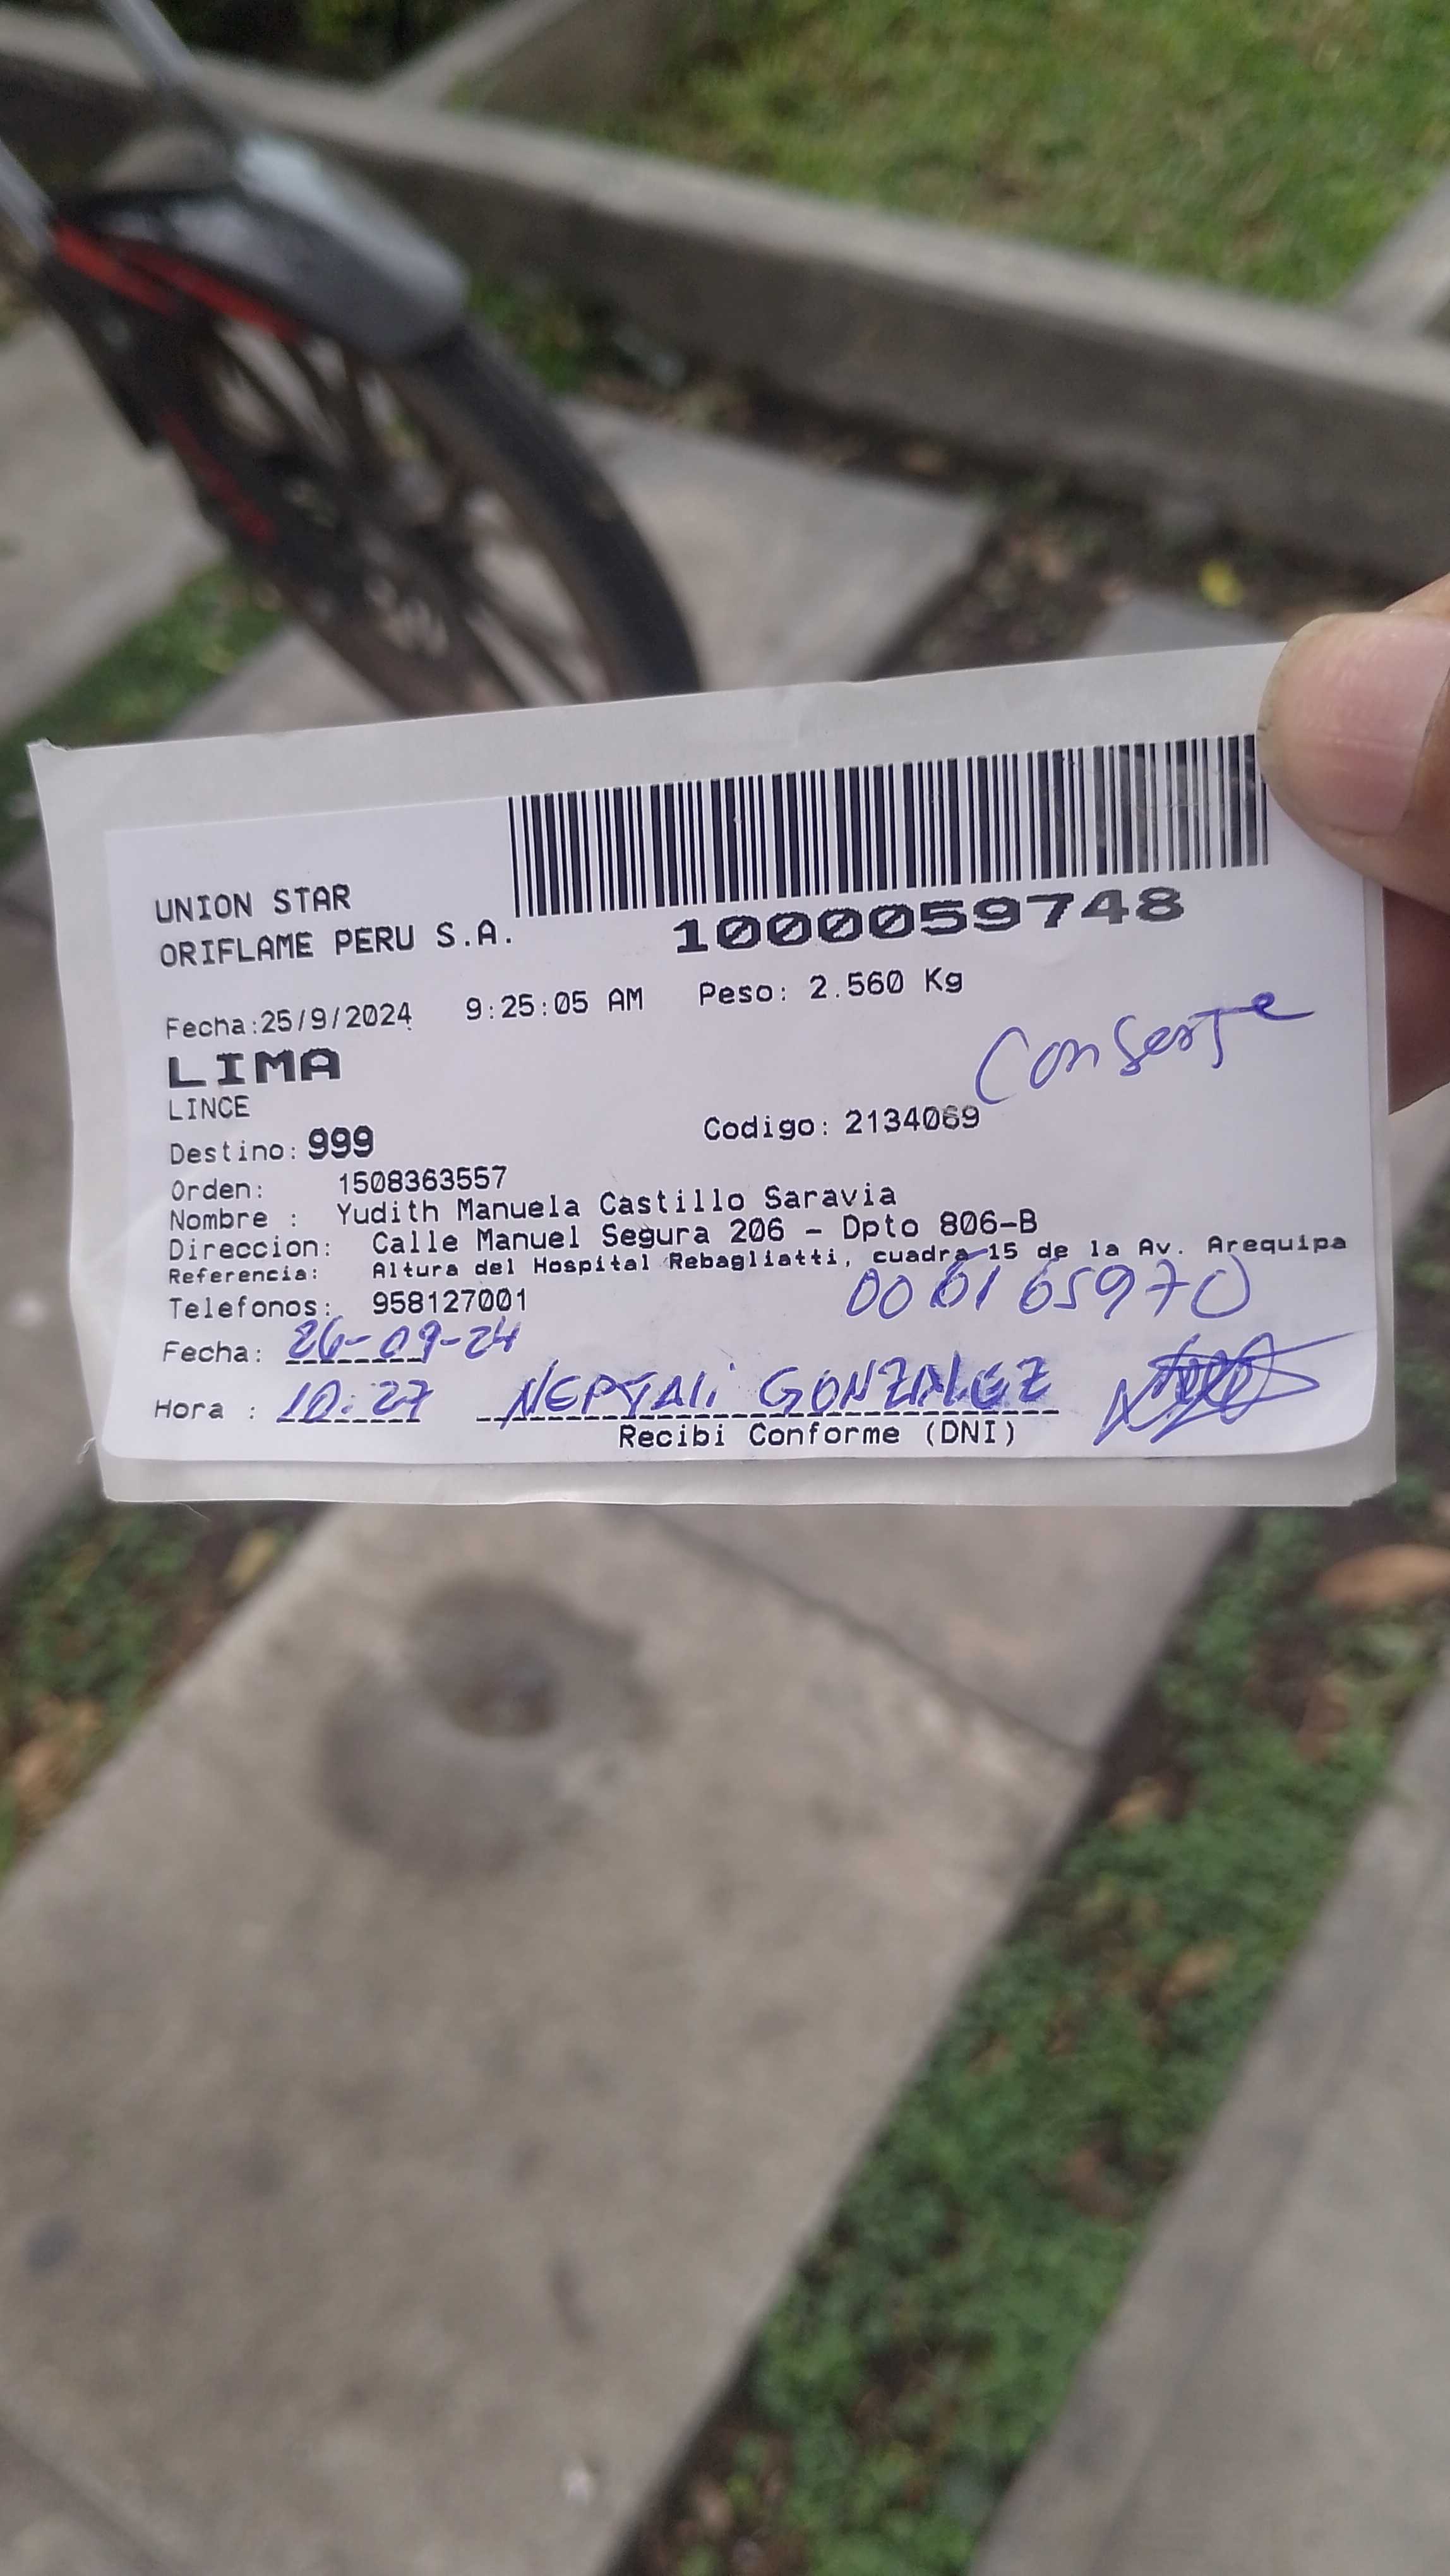 UNION STAR
ORIFLAME PERU S.A.
1000059748
Fecha:25/9/2024 9:25:05 AM Peso: 2.560 Kg
LIMA
Conserje
LINCE
Destino: 999 Codigo: 2134069
Orden: 1508363557
Nombre : Yudith Manuela Castillo Saravia
Direccion: Calle Manuel Segura 206 - Dpto 806-B
Referencia: Altura del Hospital Rebagliatti, cuadra 15 de la Av. Arequipa
Telefonos: 958127001
006165970
Fecha: 26-09-24
Hora : 10:27 NEPTALI GONZALEZ
Recibi Conforme (DNI)